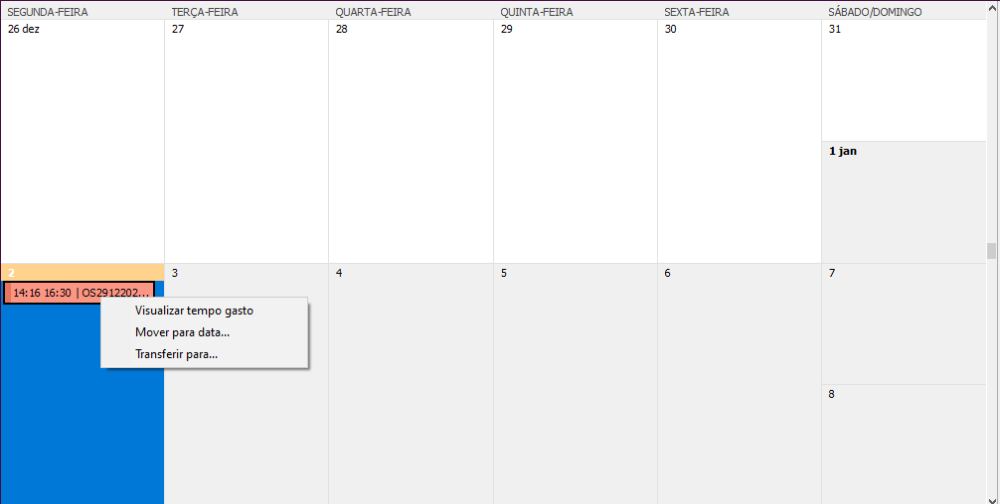 SEGUNDA-FEIRA TERÇA-FEIRA QUARTA-FEIRA QUINTA-FEIRA SEXTA-FEIRA SÁBADO/DOMINGO
26 dez 27 28 29 30 31
1 jan
2 3 4 5 6 7
14:16 16:30 | OS2912202...
Visualizar tempo gasto
Mover para data...
Transferir para...
8